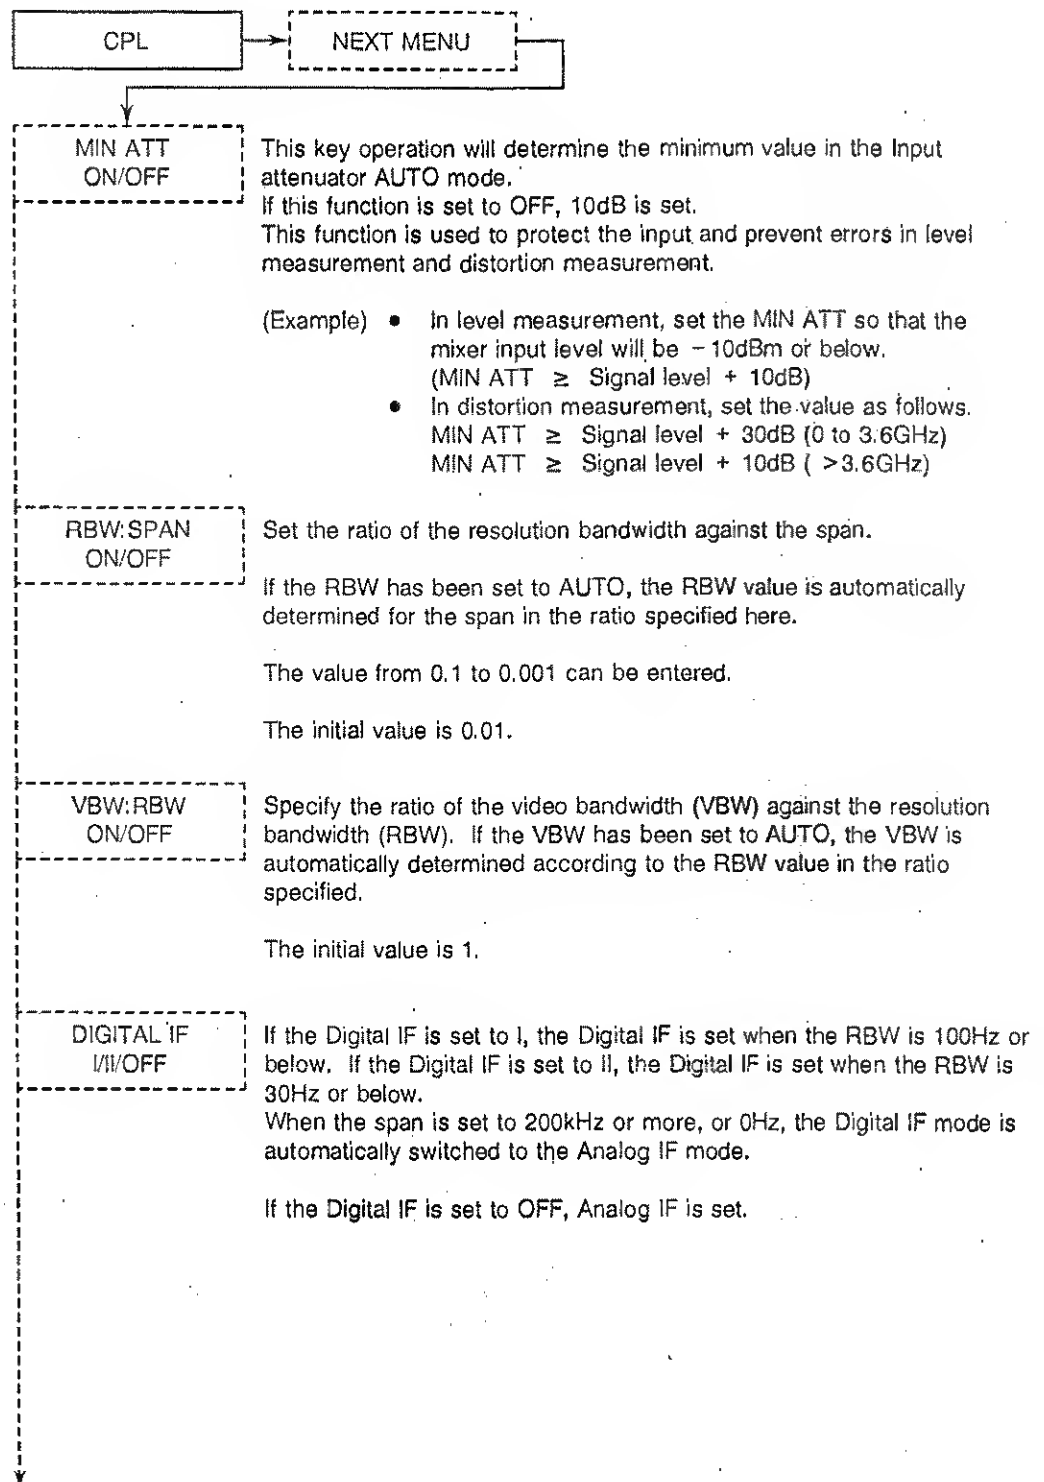 CPL
NEXT MENU
MIN ATT
ON/OFF
This key operation will determine the minimum value in the Input
attenuator AUTO mode.
If this function is set to OFF, 10dB is set.
This function is used to protect the input and prevent errors in level
measurement and distortion measurement.
(Example) ● In level measurement, set the MIN ATT so that the
mixer input level will be −10dBm or below.
(MIN ATT ≥ Signal level + 10dB)
● In distortion measurement, set the value as follows.
MIN ATT ≥ Signal level + 30dB (0 to 3.6GHz)
MIN ATT ≥ Signal level + 10dB ( >3.6GHz)
RBW:SPAN
ON/OFF
Set the ratio of the resolution bandwidth against the span.
If the RBW has been set to AUTO, the RBW value is automatically
determined for the span in the ratio specified here.
The value from 0.1 to 0.001 can be entered.
The initial value is 0.01.
VBW:RBW
ON/OFF
Specify the ratio of the video bandwidth (VBW) against the resolution
bandwidth (RBW). If the VBW has been set to AUTO, the VBW is
automatically determined according to the RBW value in the ratio
specified.
The initial value is 1.
DIGITAL IF
I/II/OFF
If the Digital IF is set to I, the Digital IF is set when the RBW is 100Hz or
below. If the Digital IF is set to II, the Digital IF is set when the RBW is
30Hz or below.
When the span is set to 200kHz or more, or 0Hz, the Digital IF mode is
automatically switched to the Analog IF mode.
If the Digital IF is set to OFF, Analog IF is set.